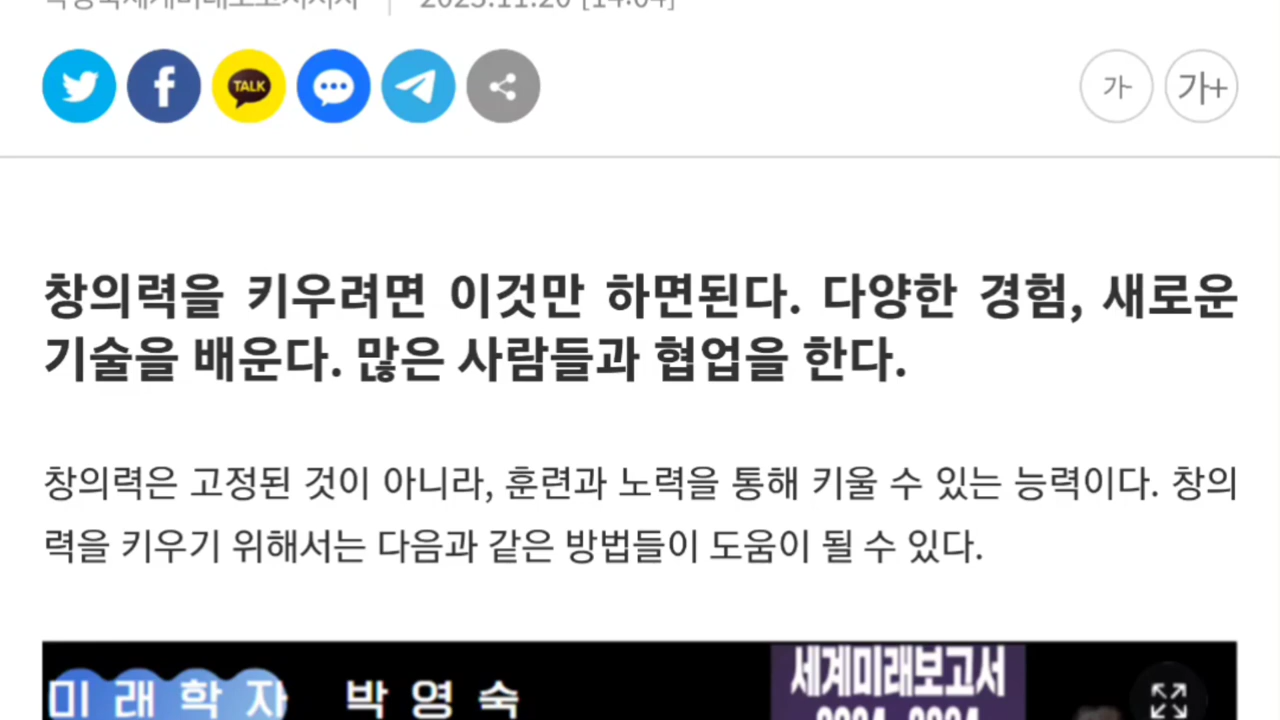 2023.11.20 [14:04]
TALK
가-
가+
창의력을 키우려면 이것만 하면된다. 다양한 경험, 새로운
기술을 배운다. 많은 사람들과 협업을 한다.
창의력은 고정된 것이 아니라, 훈련과 노력을 통해 키울 수 있는 능력이다. 창의
력을 키우기 위해서는 다음과 같은 방법들이 도움이 될 수 있다.
미래학자 박영숙
세계미래보고서